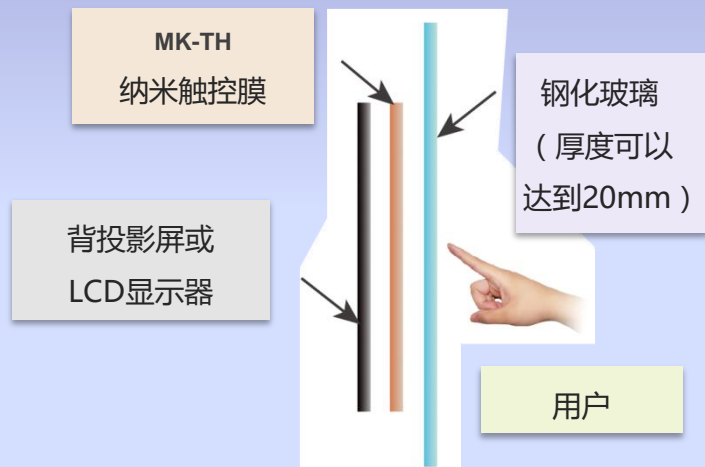 MK-TH
纳米触控膜
钢化玻璃
（厚度可以
达到20mm）
背投影屏或
LCD显示器
用户